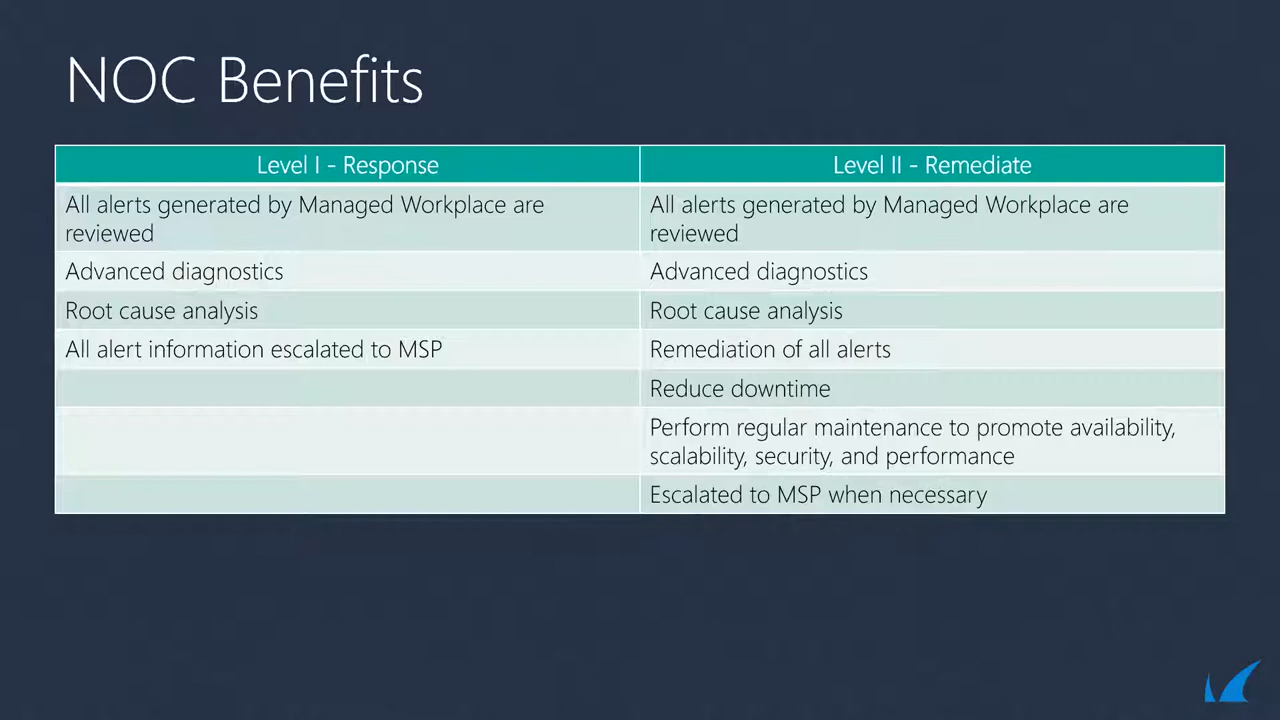 NOC Benefits
Level I - Response
Level II - Remediate
All alerts generated by Managed Workplace are
reviewed
All alerts generated by Managed Workplace are
reviewed
Advanced diagnostics
Advanced diagnostics
Root cause analysis
Root cause analysis
All alert information escalated to MSP
Remediation of all alerts
Reduce downtime
Perform regular maintenance to promote availability,
scalability, security, and performance
Escalated to MSP when necessary